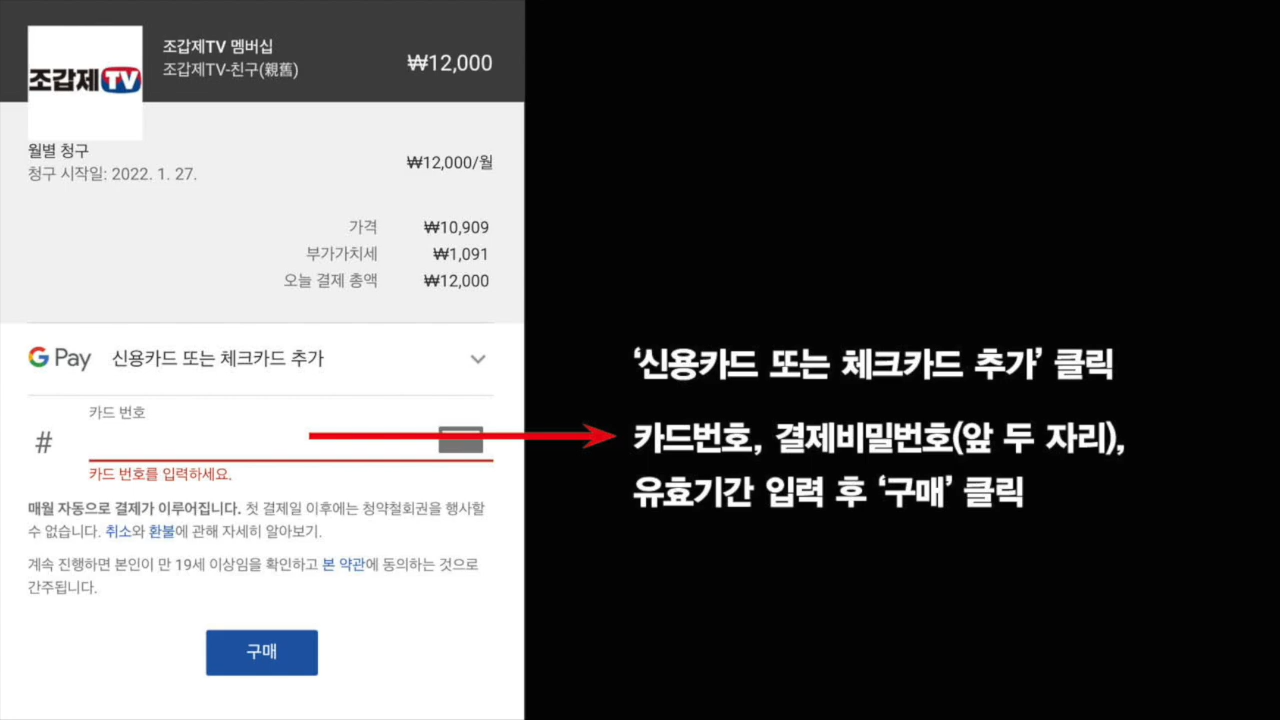 조갑제TV
조갑제TV 멤버십
조갑제TV-친구(親舊)
₩12,000
월별 청구
청구 시작일: 2022. 1. 27.
₩12,000/월
가격 ₩10,909
부가가치세 ₩1,091
오늘 결제 총액 ₩12,000
G Pay 신용카드 또는 체크카드 추가
카드 번호
#
카드 번호를 입력하세요.
매월 자동으로 결제가 이루어집니다. 첫 결제일 이후에는 청약철회권을 행사할
수 없습니다. 취소와 환불에 관해 자세히 알아보기.
계속 진행하면 본인이 만 19세 이상임을 확인하고 본 약관에 동의하는 것으로
간주됩니다.
구매
‘신용카드 또는 체크카드 추가’ 클릭
카드번호, 결제비밀번호(앞 두 자리),
유효기간 입력 후 ‘구매’ 클릭